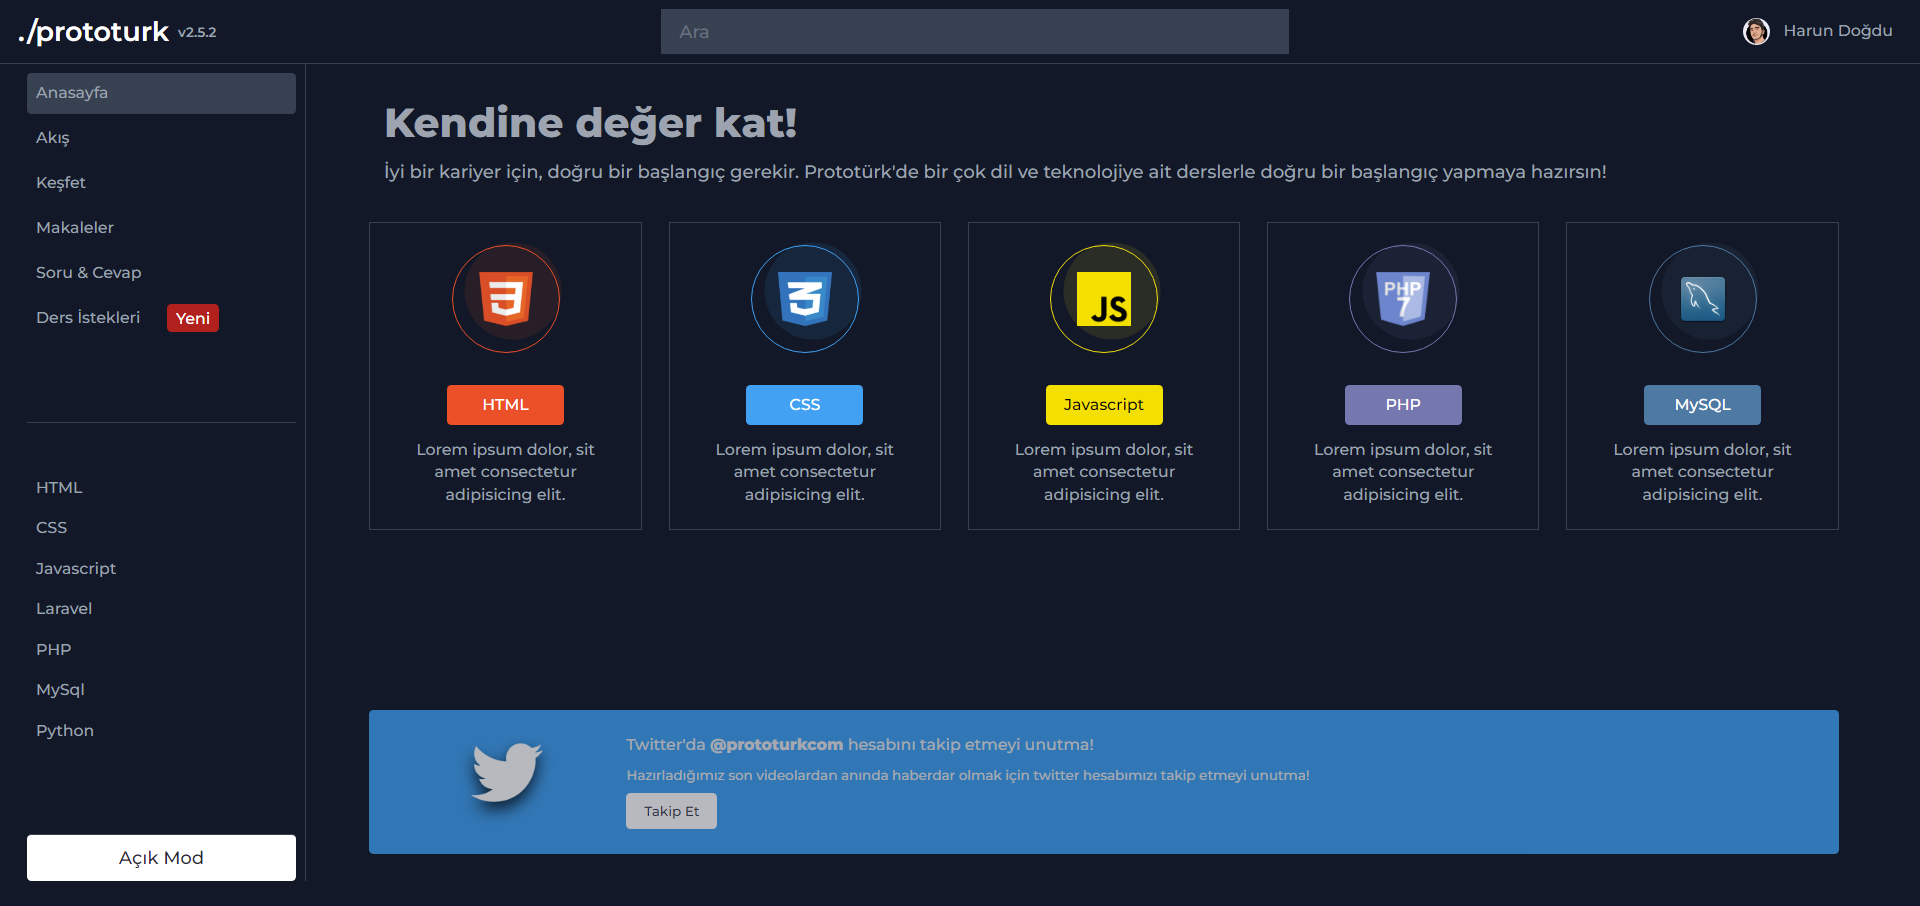 ./prototurk v2.5.2
Ara
Harun Doğdu
Anasayfa
Akış
Keşfet
Makaleler
Soru & Cevap
Ders İstekleri Yeni
HTML
CSS
Javascript
Laravel
PHP
MySql
Python
Açık Mod
Kendine değer kat!
İyi bir kariyer için, doğru bir başlangıç gerekir. Prototürk'de bir çok dil ve teknolojiye ait derslerle doğru bir başlangıç yapmaya hazırsın!
HTML
Lorem ipsum dolor, sit
amet consectetur
adipisicing elit.
CSS
Lorem ipsum dolor, sit
amet consectetur
adipisicing elit.
JS
Javascript
Lorem ipsum dolor, sit
amet consectetur
adipisicing elit.
PHP
7
PHP
Lorem ipsum dolor, sit
amet consectetur
adipisicing elit.
MySQL
Lorem ipsum dolor, sit
amet consectetur
adipisicing elit.
Twitter'da @prototurkcom hesabını takip etmeyi unutma!
Hazırladığımız son videolardan anında haberdar olmak için twitter hesabımızı takip etmeyi unutma!
Takip Et